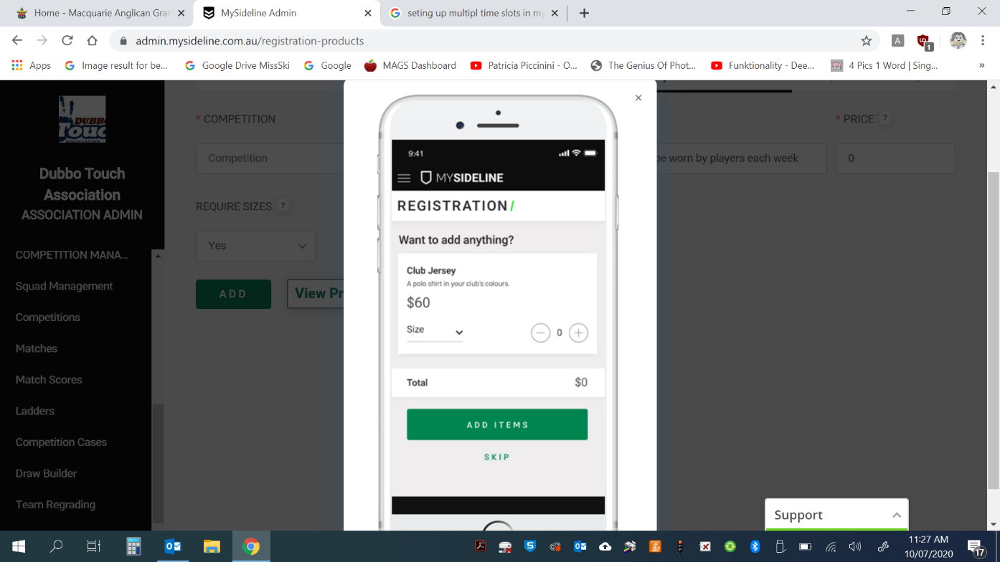 Home - Macquarie Anglican Gra
MySideline Admin
seting up multipl time slots in my
admin.mysideline.com.au/registration-products
A
1
Apps
Image result for be...
Google Drive MissSki
Google
MAGS Dashboard
Patricia Piccinini - O...
The Genius Of Phot...
Funktionality - Dee...
4 Pics 1 Word | Sing...
»
DUBBO
Touch
ASSOCIATION
Dubbo Touch
Association
ASSOCIATION ADMIN
COMPETITION MANA...
Squad Management
Competitions
Matches
Match Scores
Ladders
Competition Cases
Draw Builder
Team Regrading
* COMPETITION
Competition
REQUIRE SIZES ?
Yes
ADD
View Pr
be worn by players each week
* PRICE ?
0
9:41
MYSIDELINE
REGISTRATION /
Want to add anything?
Club Jersey
A polo shirt in your club's colours.
$60
Size
0
Total $0
ADD ITEMS
SKIP
Support
11:27 AM
10/07/2020
17